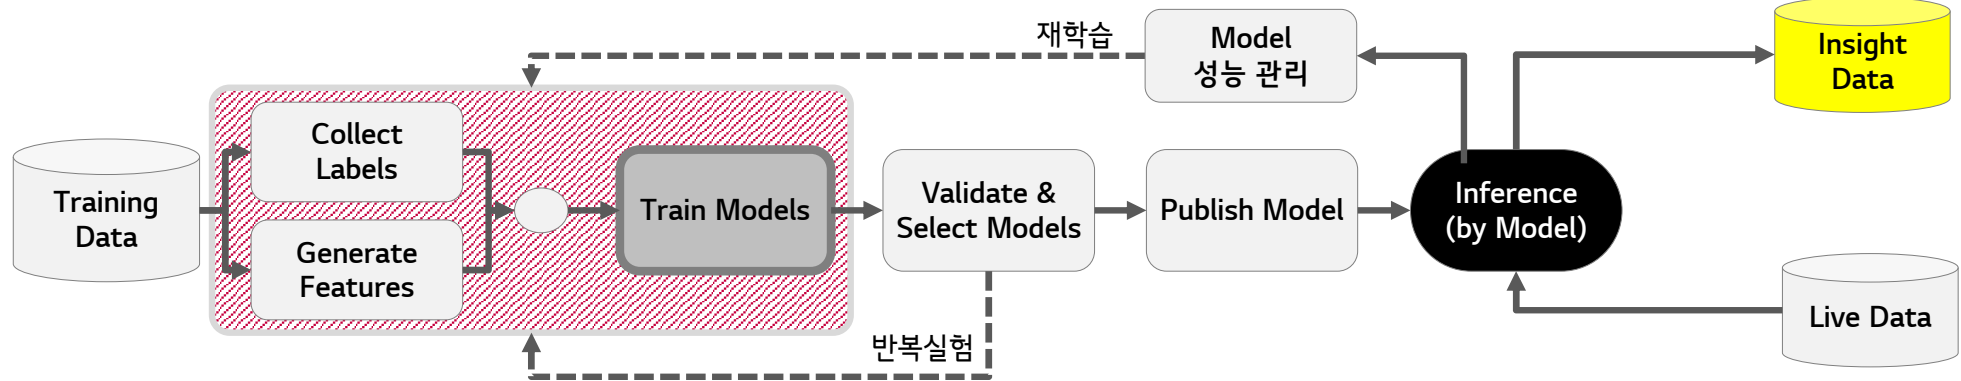 재학습
Model
성능 관리
Insight
Data
Collect
Labels
Training
Data
Generate
Features
Train Models
Validate &
Select Models
Publish Model
Inference
(by Model)
Live Data
반복실험